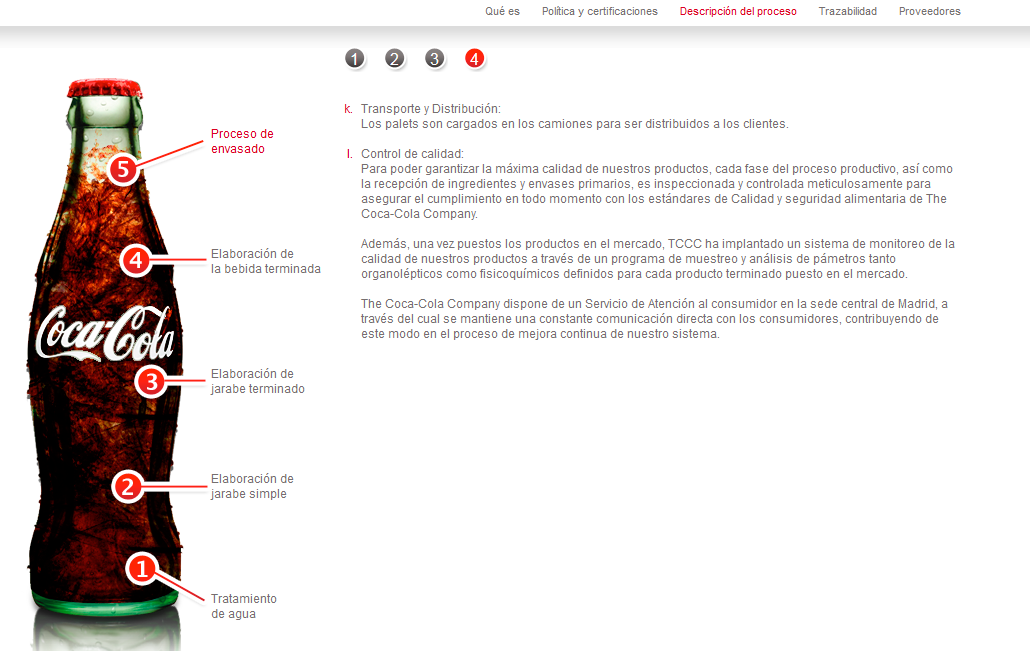 Qué es Política y certificaciones Descripción del proceso Trazabilidad Proveedores
1 2 3 4
k. Transporte y Distribución:
Los palets son cargados en los camiones para ser distribuidos a los clientes.
l. Control de calidad:
Para poder garantizar la máxima calidad de nuestros productos, cada fase del proceso productivo, así como
la recepción de ingredientes y envases primarios, es inspeccionada y controlada meticulosamente para
asegurar el cumplimiento en todo momento con los estándares de Calidad y seguridad alimentaria de The
Coca-Cola Company.
Además, una vez puestos los productos en el mercado, TCCC ha implantado un sistema de monitoreo de la
calidad de nuestros productos a través de un programa de muestreo y análisis de pámetros tanto
organolépticos como fisicoquímicos definidos para cada producto terminado puesto en el mercado.
The Coca-Cola Company dispone de un Servicio de Atención al consumidor en la sede central de Madrid, a
través del cual se mantiene una constante comunicación directa con los consumidores, contribuyendo de
este modo en el proceso de mejora continua de nuestro sistema.
5 Proceso de
envasado
4 Elaboración de
la bebida terminada
Coca-Cola
3 Elaboración de
jarabe terminado
2 Elaboración de
jarabe simple
1 Tratamiento
de agua